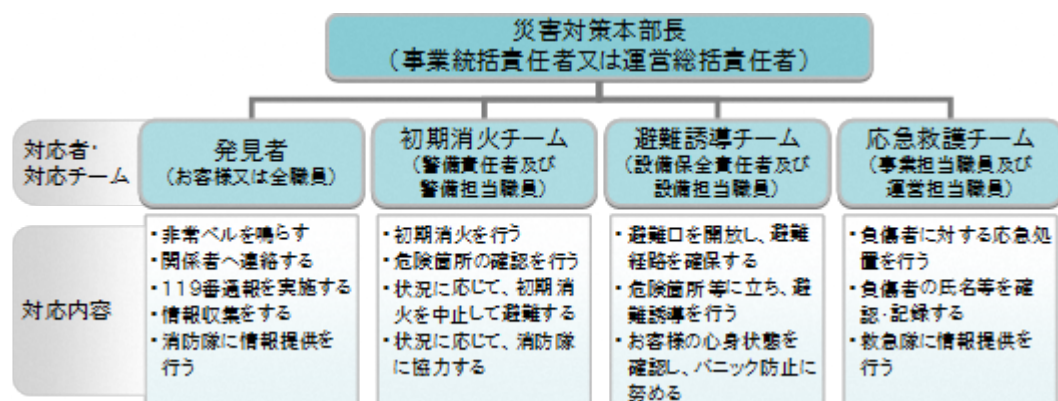 災害対策本部長
（事業統括責任者又は運営総括責任者）
対応者・
対応チーム
発見者
（お客様又は全職員）
初期消火チーム
（警備責任者及び
警備担当職員）
避難誘導チーム
（設備保全責任者及び
設備担当職員）
応急救護チーム
（事業担当職員及び
運営担当職員）
対応内容
・非常ベルを鳴らす
・関係者へ連絡する
・119番通報を実施する
・情報収集をする
・消防隊に情報提供を
行う
・初期消火を行う
・危険箇所の確認を行う
・状況に応じて、初期消
火を中止して避難する
・状況に応じて、消防隊
に協力する
・避難口を開放し、避難
経路を確保する
・危険箇所等に立ち、避
難誘導を行う
・お客様の心身状態を
確認し、パニック防止に
努める
・負傷者に対する応急処
置を行う
・負傷者の氏名等を確
認・記録する
・救急隊に情報提供を
行う